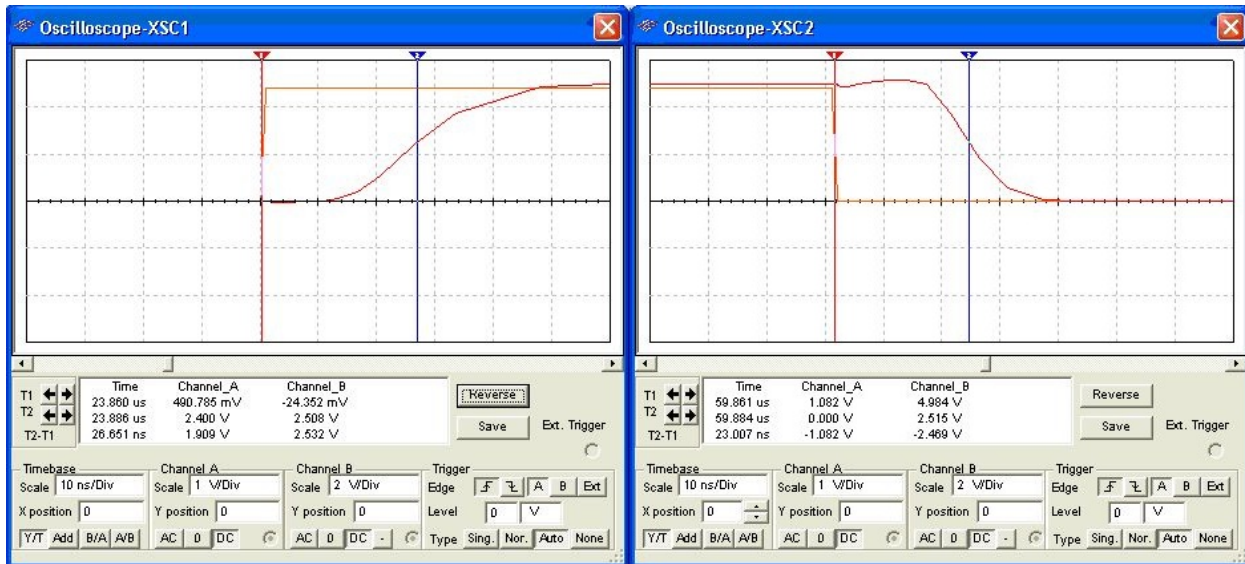 Oscilloscope-XSC1
1
2
T1
T2
T2-T1
Time Channel_A Channel_B
23.860 us 490.785 mV -24.352 mV
23.886 us 2.400 V 2.508 V
26.651 ns 1.909 V 2.532 V
Reverse
Save
Ext. Trigger
Timebase
Scale 10 ns/Div
X position 0
Y/T Add B/A A/B
Channel A
Scale 1 V/Div
Y position 0
AC 0 DC
Channel B
Scale 2 V/Div
Y position 0
AC 0 DC -
Trigger
Edge A B Ext
Level 0 V
Type Sing. Nor. Auto None
Oscilloscope-XSC2
1
2
T1
T2
T2-T1
Time Channel_A Channel_B
59.861 us 1.082 V 4.984 V
59.884 us 0.000 V 2.515 V
23.007 ns -1.082 V -2.469 V
Reverse
Save
Ext. Trigger
Timebase
Scale 10 ns/Div
X position 0
Y/T Add B/A A/B
Channel A
Scale 1 V/Div
Y position 0
AC 0 DC
Channel B
Scale 2 V/Div
Y position 0
AC 0 DC -
Trigger
Edge A B Ext
Level 0 V
Type Sing. Nor. Auto None